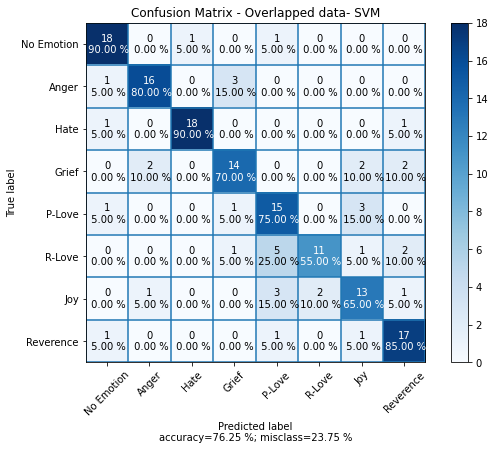 Confusion Matrix - Overlapped data- SVM
No Emotion 18 0 1 0 1 0 0 0
90.00 % 0.00 % 5.00 % 0.00 % 5.00 % 0.00 % 0.00 % 0.00 %
Anger 1 16 0 3 0 0 0 0
5.00 % 80.00 % 0.00 % 15.00 % 0.00 % 0.00 % 0.00 % 0.00 %
Hate 1 0 18 0 0 0 0 1
5.00 % 0.00 % 90.00 % 0.00 % 0.00 % 0.00 % 0.00 % 5.00 %
Grief 0 2 0 14 0 0 2 2
0.00 % 10.00 % 0.00 % 70.00 % 0.00 % 0.00 % 10.00 % 10.00 %
P-Love 1 0 0 1 15 0 3 0
5.00 % 0.00 % 0.00 % 5.00 % 75.00 % 0.00 % 15.00 % 0.00 %
R-Love 0 0 0 1 5 11 1 2
0.00 % 0.00 % 0.00 % 5.00 % 25.00 % 55.00 % 5.00 % 10.00 %
Joy 0 1 0 0 3 2 13 1
0.00 % 5.00 % 0.00 % 0.00 % 15.00 % 10.00 % 65.00 % 5.00 %
Reverence 1 0 0 0 1 0 1 17
5.00 % 0.00 % 0.00 % 0.00 % 5.00 % 0.00 % 5.00 % 85.00 %
True label
No Emotion Anger Hate Grief P-Love R-Love Joy Reverence
Predicted label
accuracy=76.25 %; misclass=23.75 %
18
16
14
12
10
8
6
4
2
0